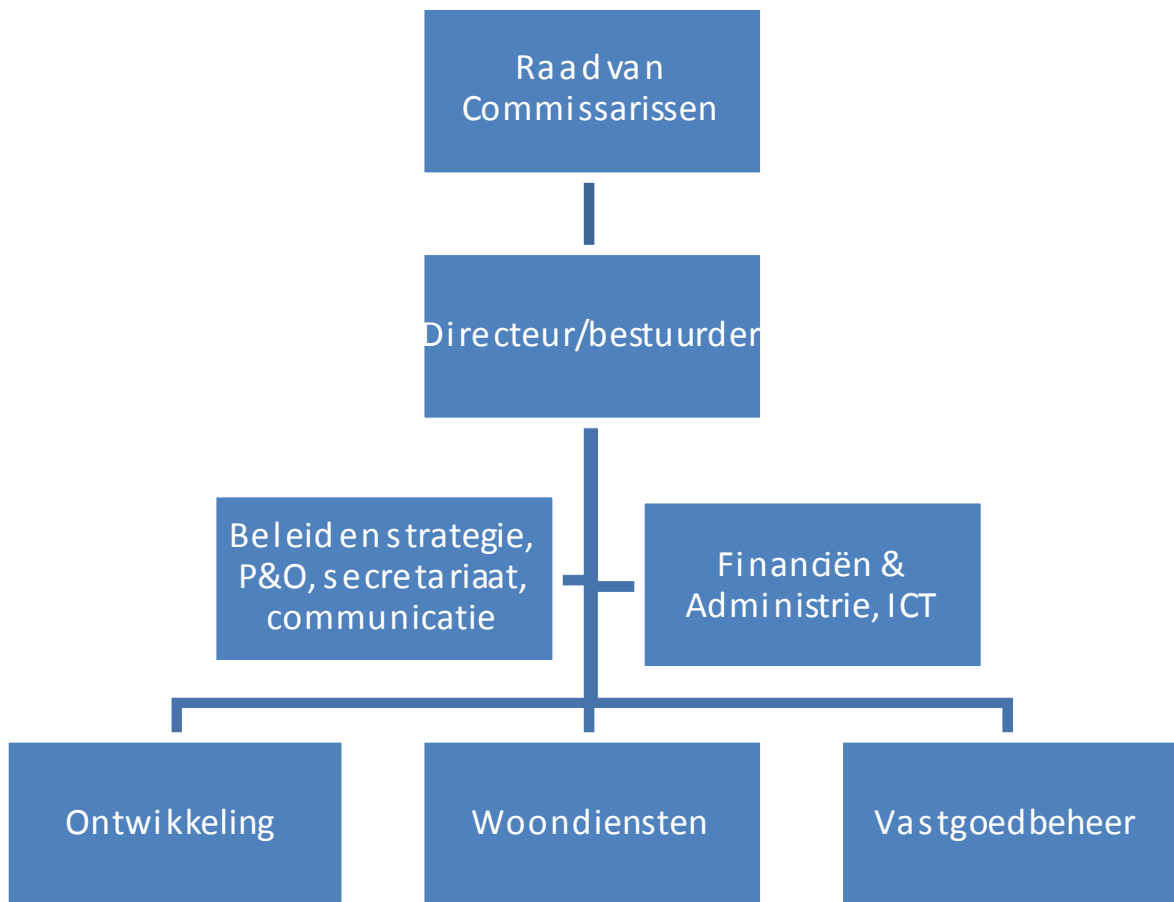 Raad van
Commissarissen
Directeur/bestuurder
Beleid en strategie,
P&O, secretariaat,
communicatie
Financiën &
Administrie, ICT
Ontwikkeling
Woondiensten
Vastgoedbeheer